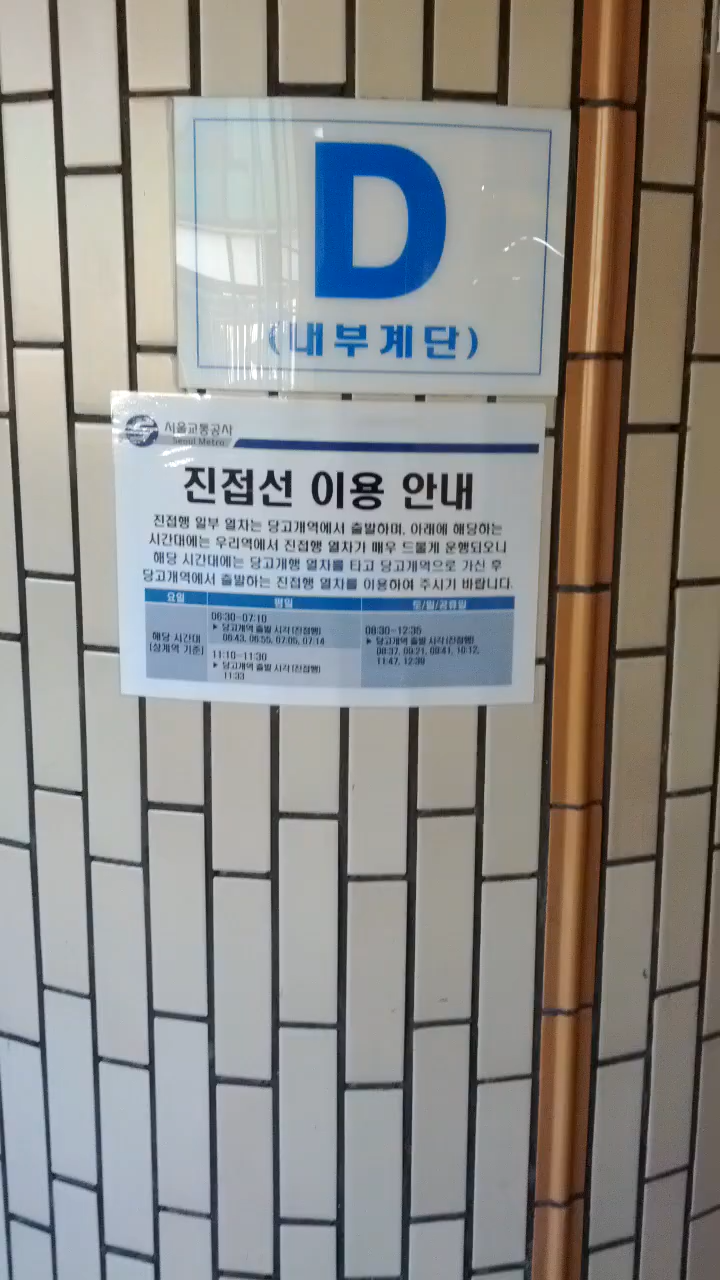 D
(내부계단)
서울교통공사
Seoul Metro
진접선 이용 안내
진접행 일부 열차는 당고개역에서 출발하며, 아래에 해당하는
시간대에는 우리역에서 진접행 열차가 매우 드물게 운행되오니
해당 시간대에는 당고개행 열차를 타고 당고개역으로 가신 후
당고개역에서 출발하는 진접행 열차를 이용하여 주시기 바랍니다.
요일 평일 토/일/공휴일
해당 시간대
(상계역 기준)
06:30~07:10
▶ 당고개역 출발 시각(진접행)
06:43, 06:55, 07:05, 07:14
11:10~11:30
▶ 당고개역 출발 시각(진접행)
11:33
08:30~12:35
▶ 당고개역 출발 시각(진접행)
08:37, 09:21, 09:41, 10:12,
11:47, 12:39